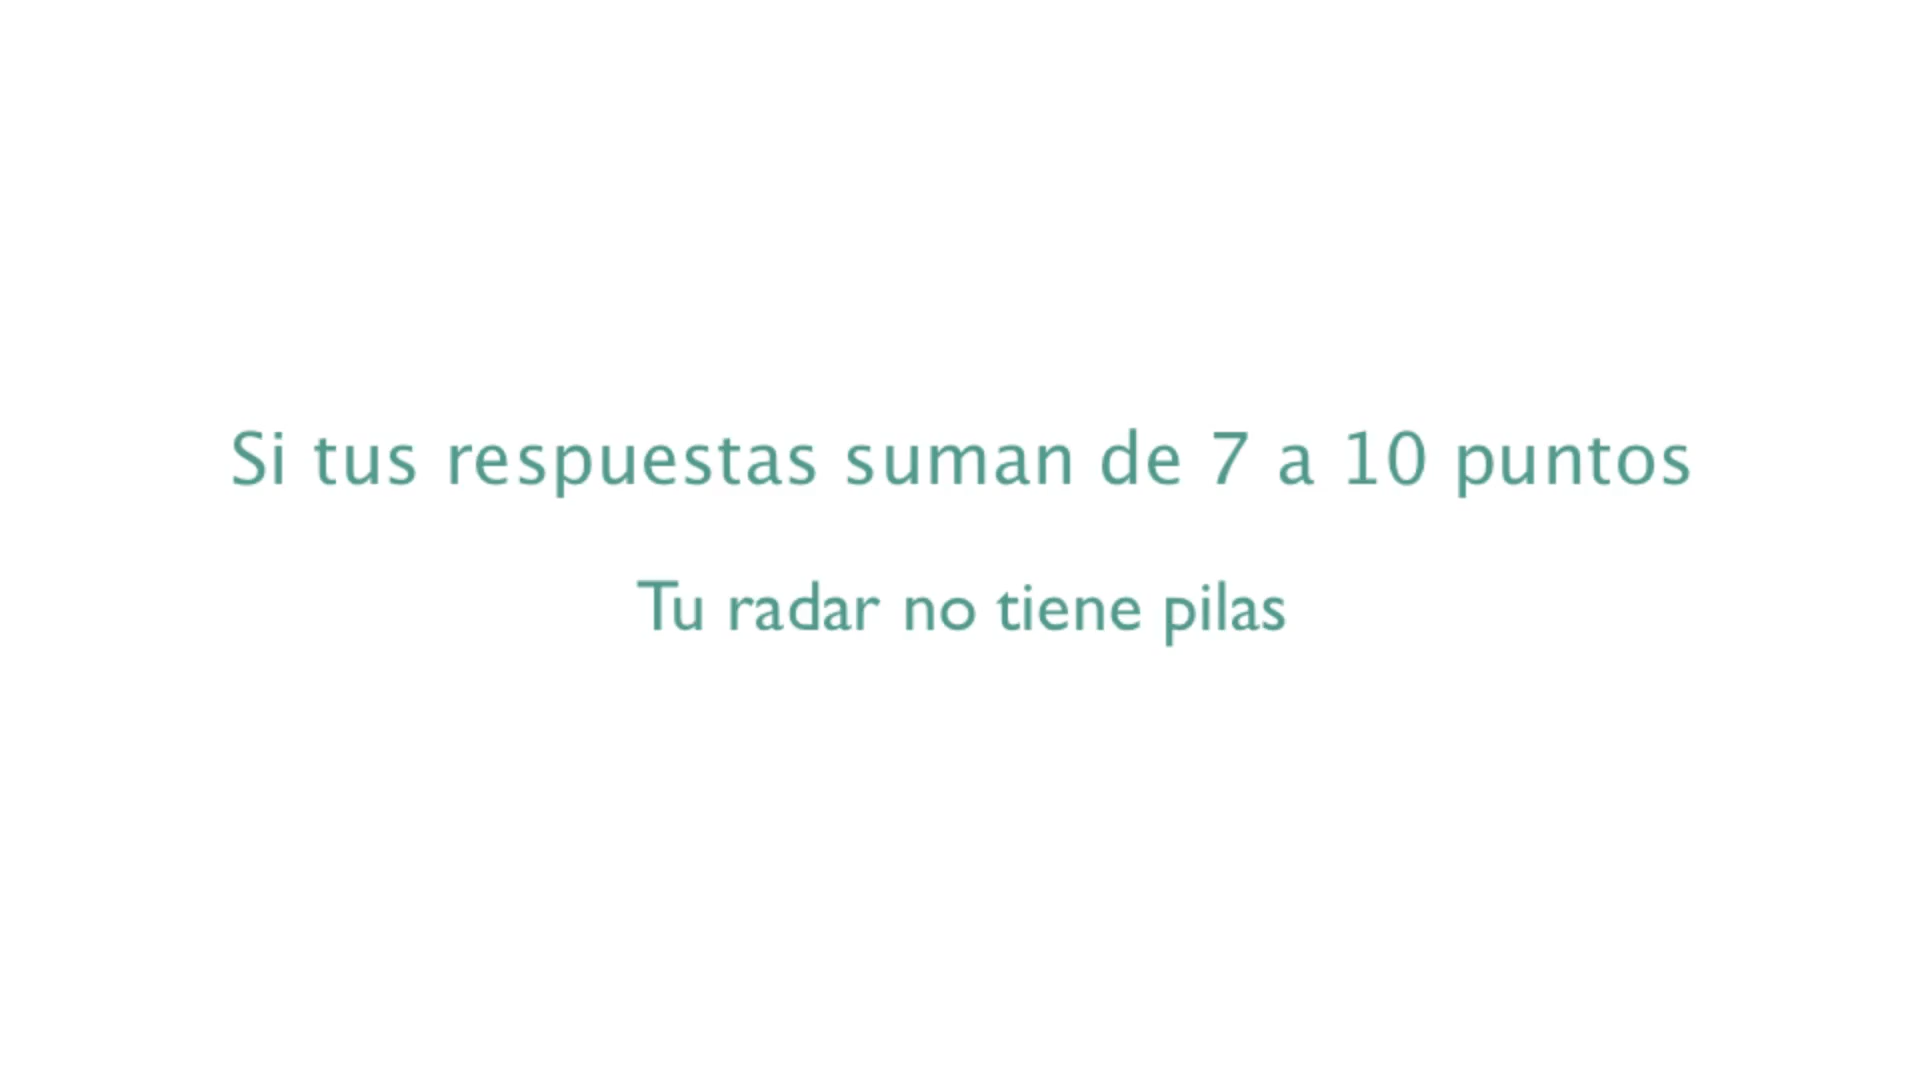 Si tus respuestas suman de 7 a 10 puntos
Tu radar no tiene pilas